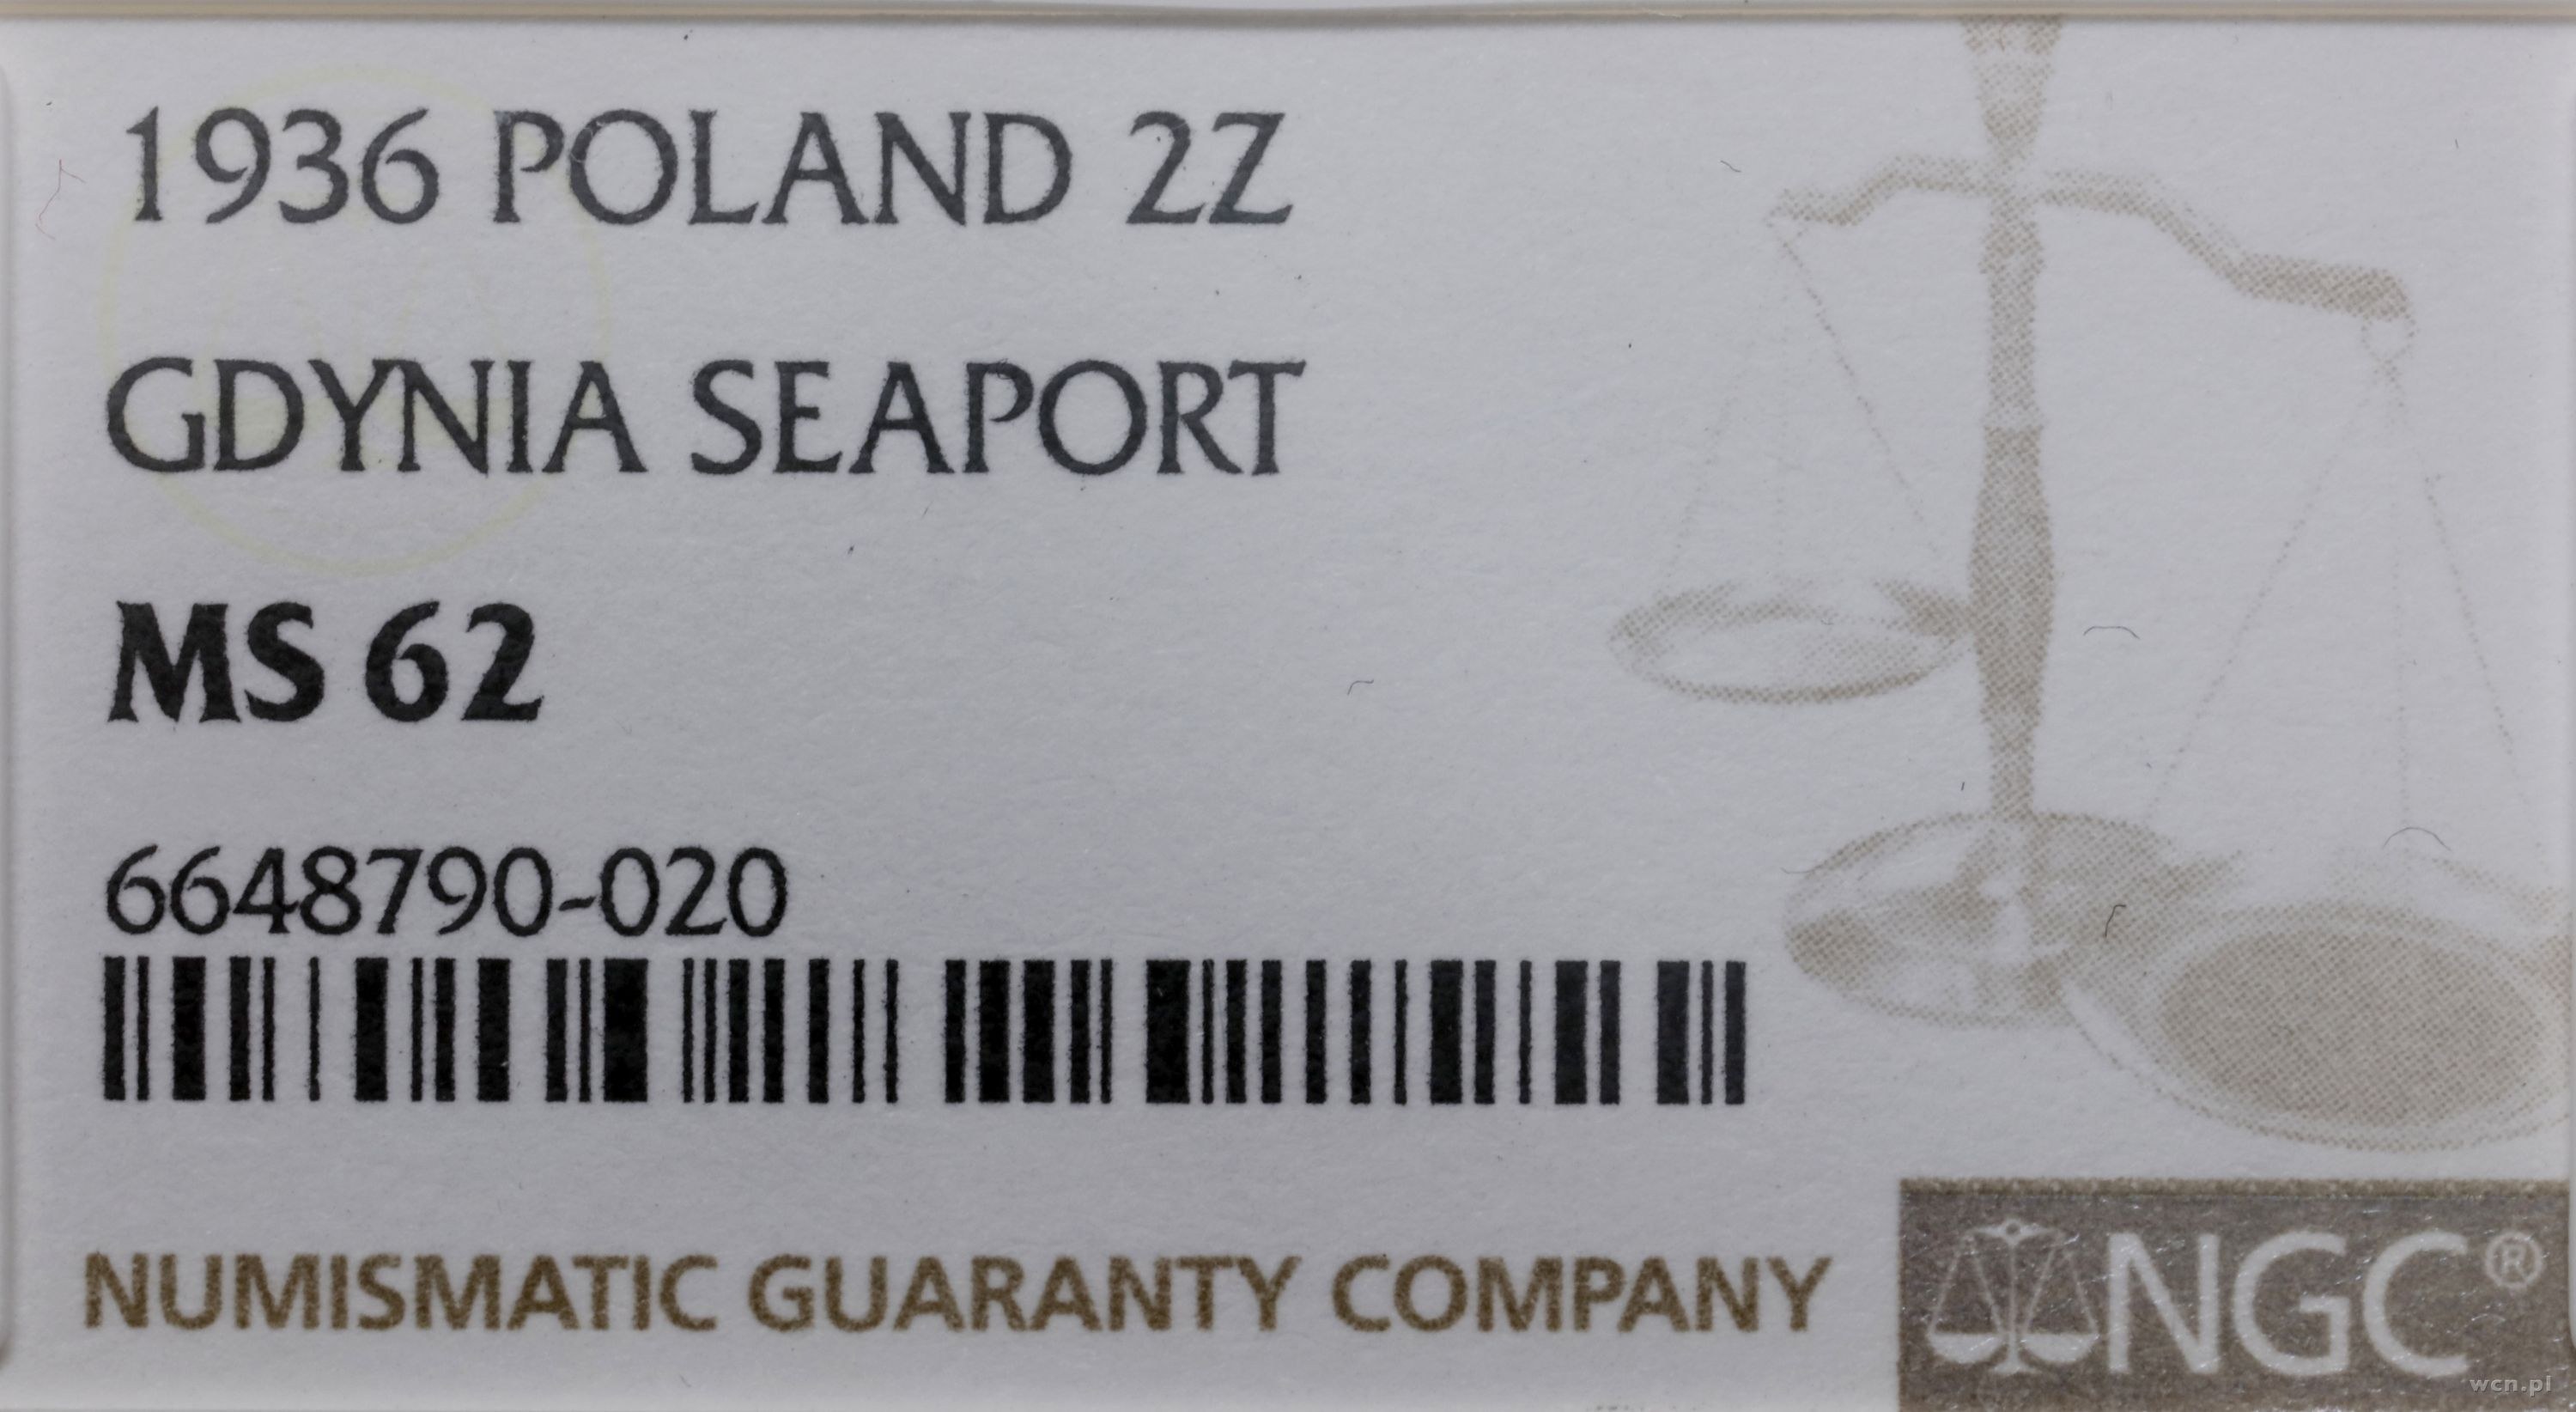 1936 POLAND 2Z
GDYNIA SEAPORT
MS 62
6648790-020
NUMISMATIC GUARANTY COMPANY
NGC®
wcn.pl